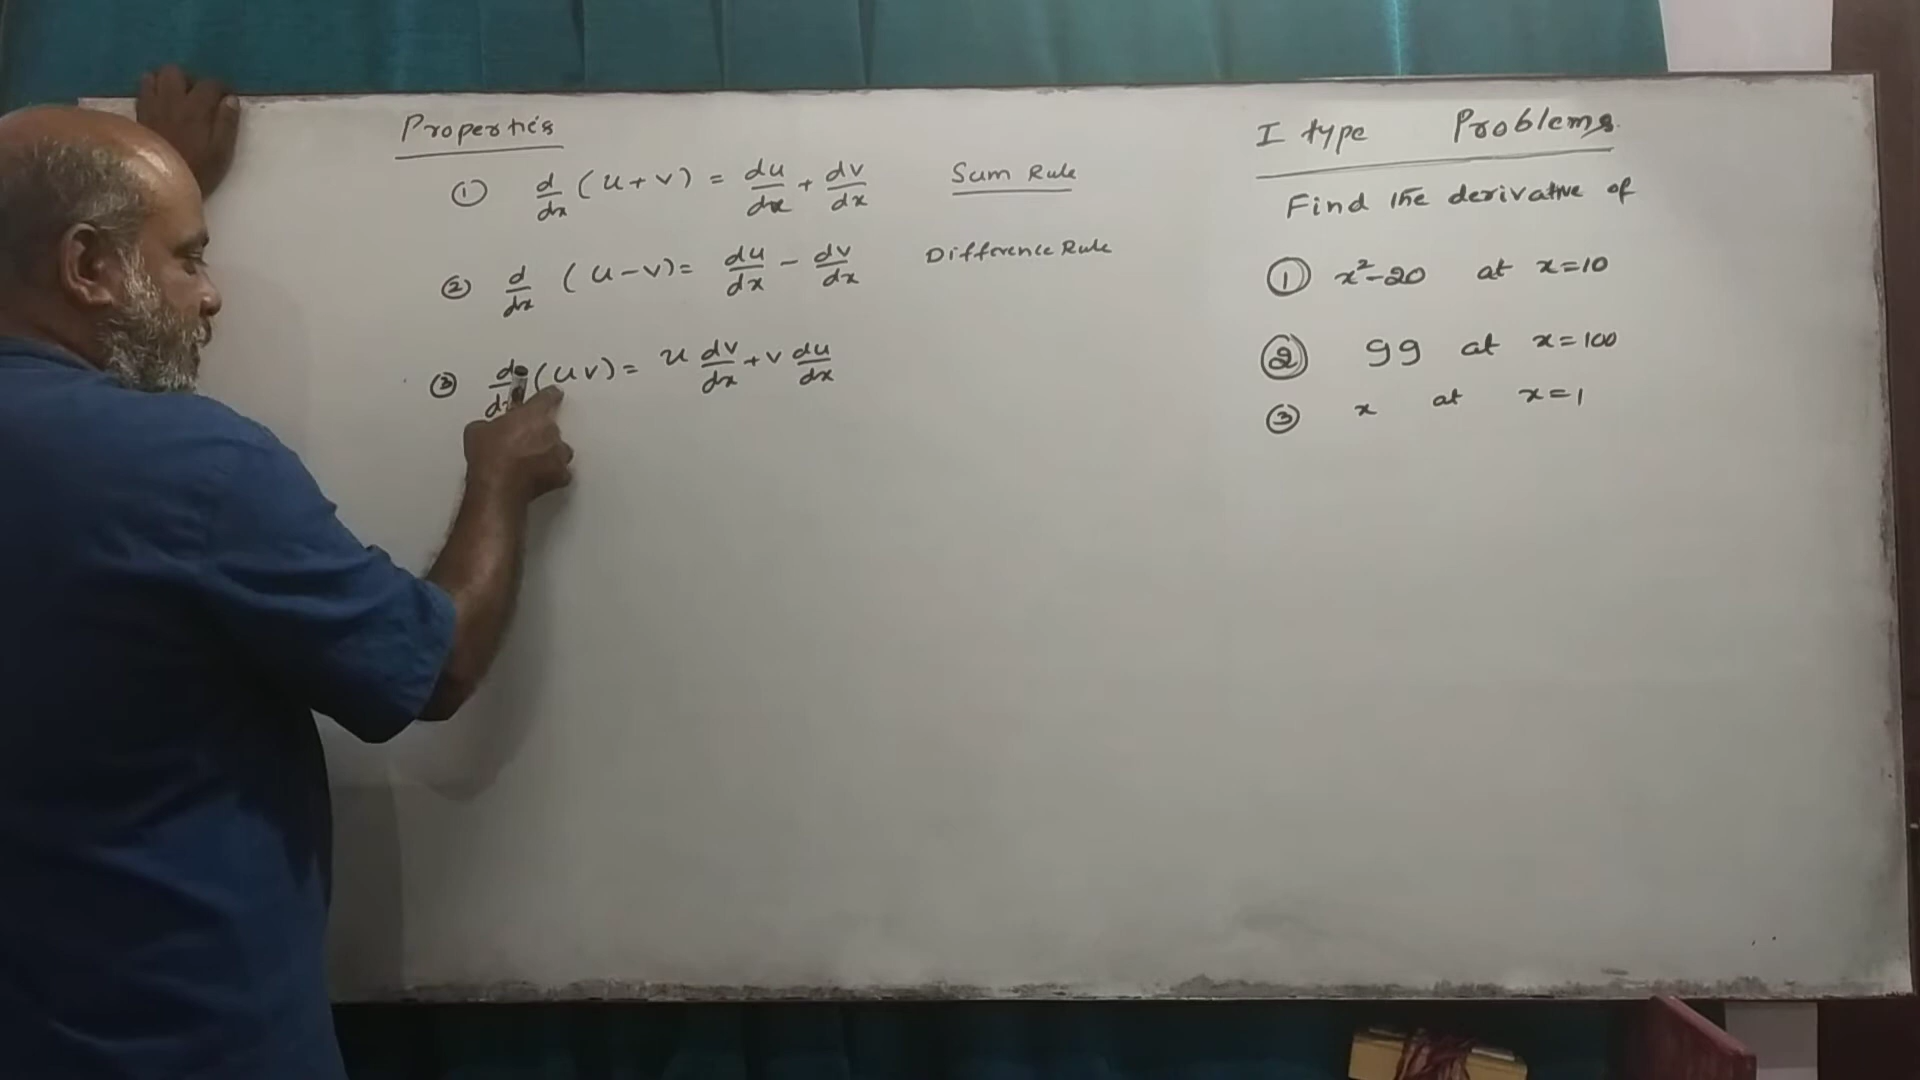 Properties
① d/dx (u+v) = du/dx + dv/dx Sum Rule
② d/dx (u-v) = du/dx - dv/dx Difference Rule
③ d/dx (uv) = u dv/dx + v du/dx
I type Problems.
Find the derivative of
① x²-20 at x=10
② 99 at x=100
③ x at x=1